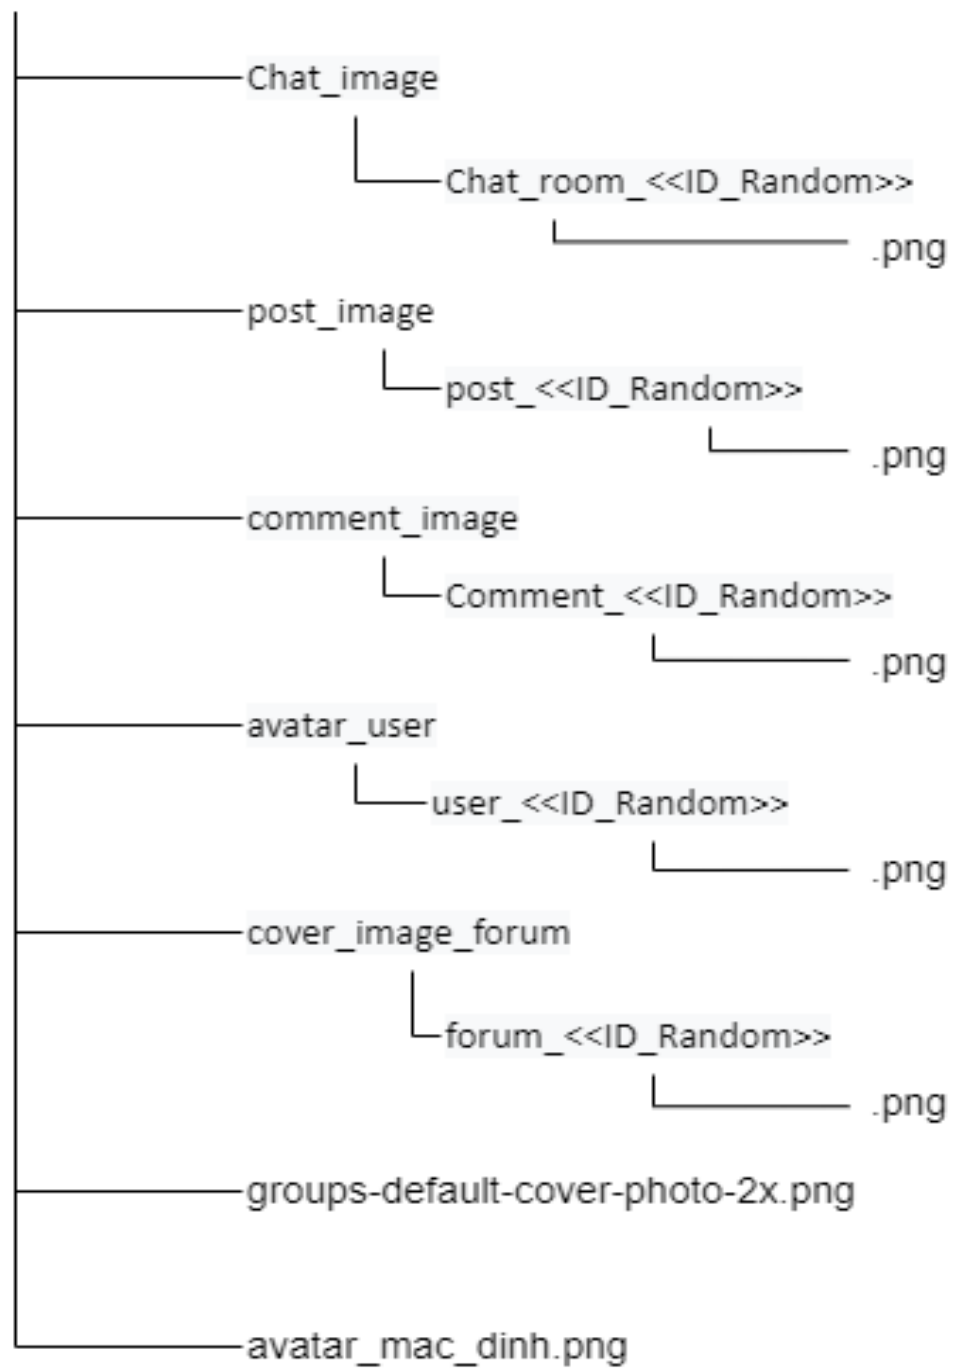 Chat_image
Chat_room_<<ID_Random>>
.png
post_image
post_<<ID_Random>>
.png
comment_image
Comment_<<ID_Random>>
.png
avatar_user
user_<<ID_Random>>
.png
cover_image_forum
forum_<<ID_Random>>
.png
groups-default-cover-photo-2x.png
avatar_mac_dinh.png